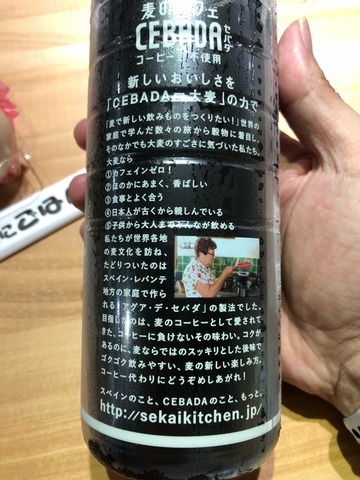 麦のカフェ
CEBADA
セバダ
コーヒー 不使用
新しいおいしさを
「CEBADA＝大麦」の力で
「麦で新しい飲みものをつくりたい！」世界の
家庭で学んだ数々の旅から穀物に着目し、
そのなかでも大麦のすごさに気づいた私たち。
大麦なら
①カフェインゼロ！
②ほのかにあまく、香ばしい
③食事とよく合う
④日本人が古くから親しんでいる
⑤子供から大人までみんなが飲める
私たちが世界各地
の麦文化を訪ね、
たどりついたのは
スペイン・レバンテ
地方の家庭で作ら
れる「アグア・デ・セバダ」の製法でした。
目指したのは、麦のコーヒーとして愛されて
きた、コーヒーに負けないその味わい。コクが
あるのに、麦ならではのスッキリとした後味で
ゴクゴク飲みやすい、麦の新しい楽しみ方。
コーヒー代わりにどうぞめしあがれ！
スペインのこと、CEBADAのこと、もっと。
http://sekaikitchen.jp/
にごはん